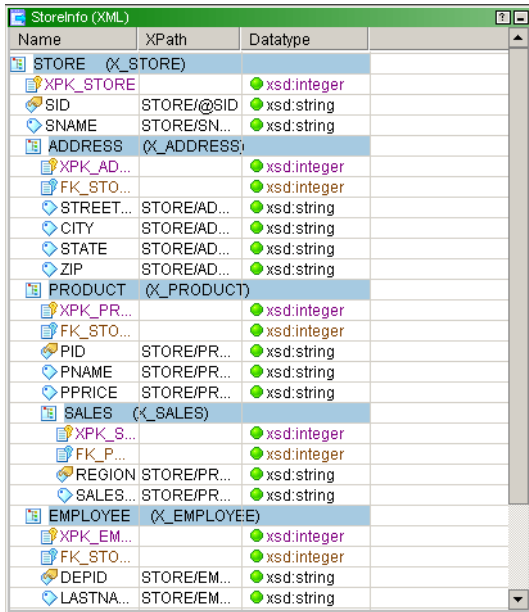 StoreInfo (XML)
Name XPath Datatype
STORE (X_STORE)
XPK_STORE xsd:integer
SID STORE/@SID xsd:string
SNAME STORE/SN... xsd:string
ADDRESS (X_ADDRESS)
XPK_AD... xsd:integer
FK_STO... xsd:integer
STREET... STORE/AD... xsd:string
CITY STORE/AD... xsd:string
STATE STORE/AD... xsd:string
ZIP STORE/AD... xsd:string
PRODUCT (X_PRODUCT)
XPK_PR... xsd:integer
FK_STO... xsd:integer
PID STORE/PR... xsd:string
PNAME STORE/PR... xsd:string
PPRICE STORE/PR... xsd:string
SALES (X_SALES)
XPK_S... xsd:integer
FK_P... xsd:integer
REGION STORE/PR... xsd:string
SALES... STORE/PR... xsd:string
EMPLOYEE (X_EMPLOYEE)
XPK_EM... xsd:integer
FK_STO... xsd:integer
DEPID STORE/EM... xsd:string
LASTNA... STORE/EM... xsd:string